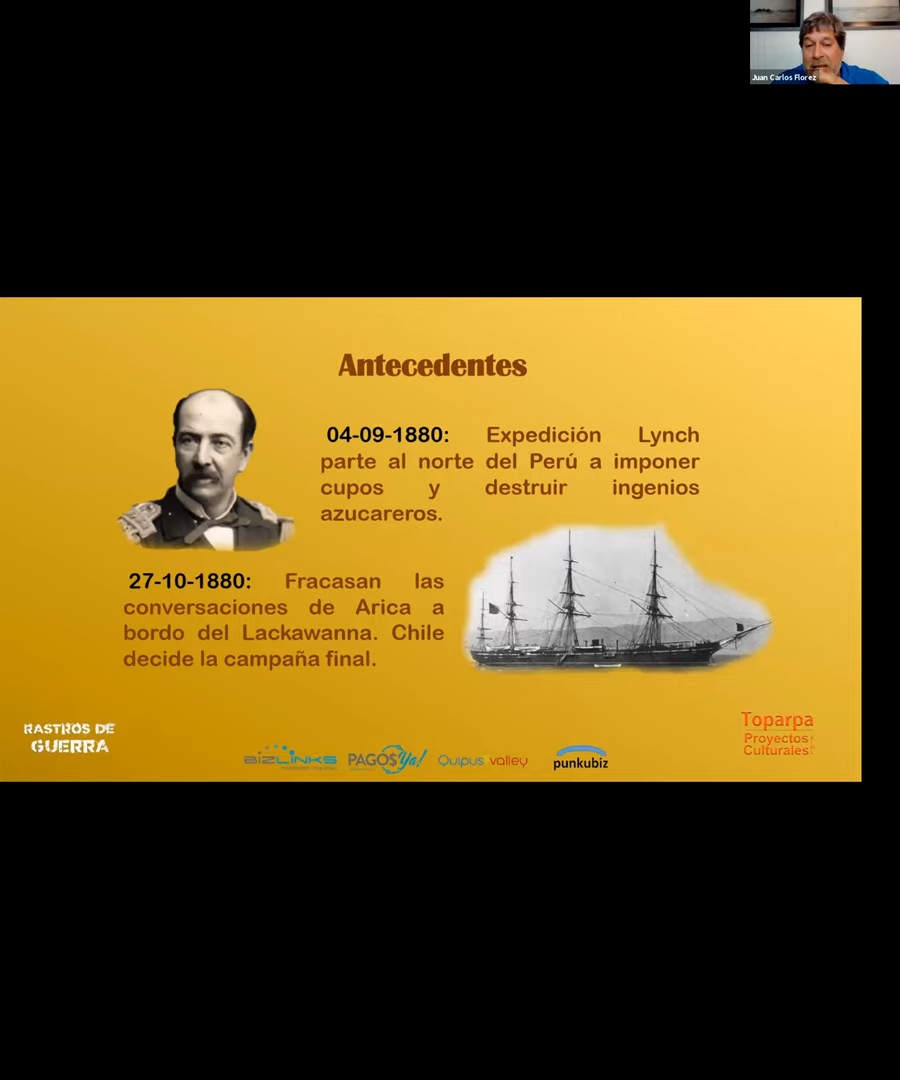 Juan Carlos Florez
Antecedentes
04-09-1880: Expedición Lynch
parte al norte del Perú a imponer
cupos y destruir ingenios
azucareros.
27-10-1880: Fracasan las
conversaciones de Arica a
bordo del Lackawanna. Chile
decide la campaña final.
RASTROS DE
GUERRA
BIZLINKS
PAGOS Ya!
Quipus valley
punkubiz
Toparpa
Proyectos
Culturales